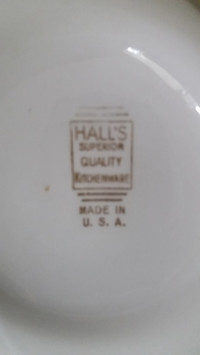 HALL'S
SUPERIOR
QUALITY
KITCHENWARE
MADE IN
U. S. A.